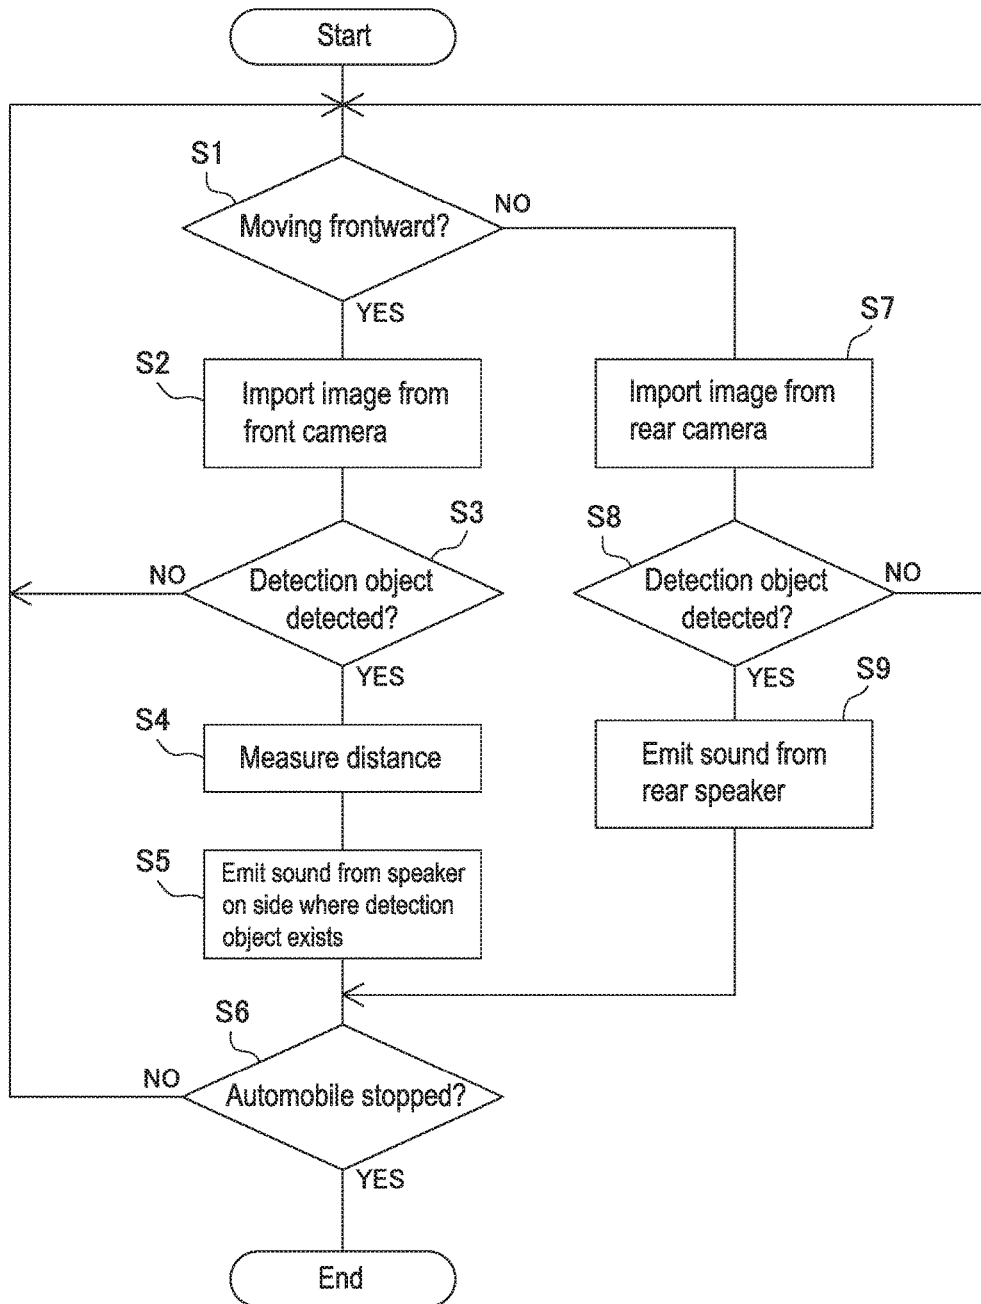 Start
S1
Moving frontward?
NO
YES
S2
Import image from
front camera
S7
Import image from
rear camera
S3
NO
Detection object
detected?
YES
S8
Detection object
detected?
NO
YES
S4
Measure distance
S9
Emit sound from
rear speaker
S5
Emit sound from speaker
on side where detection
object exists
S6
NO
Automobile stopped?
YES
End